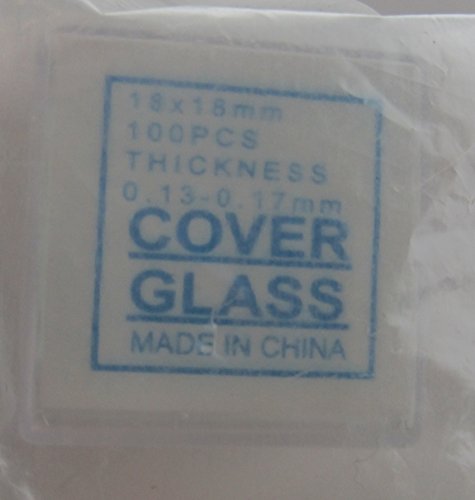 18x18mm
100PCS
THICKNESS
0.13-0.17mm
COVER
GLASS
MADE IN CHINA